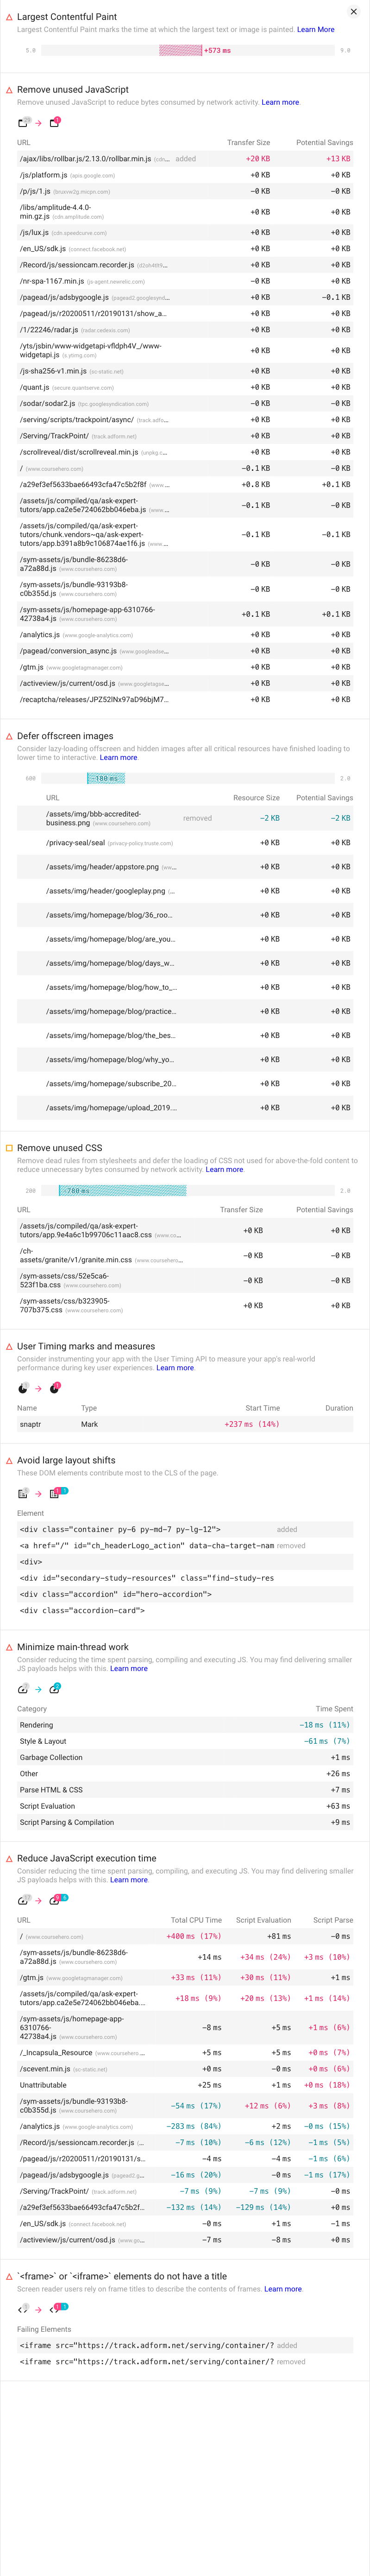 Largest Contentful Paint
Largest Contentful Paint marks the time at which the largest text or image is painted. Learn More
5.0 +573 ms 9.0
Remove unused JavaScript
Remove unused JavaScript to reduce bytes consumed by network activity. Learn more.
URL Transfer Size Potential Savings
/ajax/libs/rollbar.js/2.13.0/rollbar.min.js (cdn... added +20 KB +13 KB
/js/platform.js (apis.google.com) +0 KB +0 KB
/p/js/1.js (bruavw2g.micpn.com) −0 KB −0 KB
/libs/amplitude-4.4.0-
min.gz.js (cdn.amplitude.com) +0 KB +0 KB
/js/lux.js (cdn.speedcurve.com) +0 KB +0 KB
/en_US/sdk.js (connect.facebook.net) +0 KB +0 KB
/Record/js/sessioncam.recorder.js +0 KB +0 KB
/nr-spa-1167.min.js (js-agent.newrelic.com) −0 KB −0 KB
/pagead/js/adsbygoogle.js (pagead2.googlesynd... +0 KB −0.1 KB
/pagead/js/r20200511/r20190131/show_a... +0 KB +0 KB
/1/22246/radar.js (radar.cedexis.com) +0 KB +0 KB
/yts/jsbin/www-widgetapi-vfldph4V_/www-
widgetapi.js (s.ytimg.com) +0 KB +0 KB
/js-sha256-v1.min.js (sc-static.net) +0 KB +0 KB
/quant.js (secure.quantserve.com) +0 KB +0 KB
/sodar/sodar2.js (tpc.googlesyndication.com) −0 KB −0 KB
/serving/scripts/trackpoint/async/ (track.adfo... +0 KB +0 KB
/Serving/TrackPoint/ (track.adform.net) +0 KB +0 KB
/scrollreveal/dist/scrollreveal.min.js (unpkg.c... +0 KB +0 KB
/ (www.coursehero.com) −0.1 KB −0 KB
/a29ef3ef5633bae66493cfa47c5b2f8f (www.... +0.8 KB +0.1 KB
/assets/js/compiled/qa/ask-expert-
tutors/app.ca2e5e724062bb046eba.js (www.... −0.1 KB −0 KB
/assets/js/compiled/qa/ask-expert-
tutors/chunk.vendors~qa/ask-expert-
tutors/app.b391a8b9c106874ae1f6.js (www.... −0.1 KB −0.1 KB
/sym-assets/js/bundle-86238d6-
a72a88d.js (www.coursehero.com) −0 KB −0 KB
/sym-assets/js/bundle-93193b8-
c0b355d.js (www.coursehero.com) −0 KB −0 KB
/sym-assets/js/homepage-app-6310766-
42738a4.js (www.coursehero.com) +0.1 KB +0.1 KB
/analytics.js (www.google-analytics.com) +0 KB +0 KB
/pagead/conversion_async.js (www.googleadse... +0 KB +0 KB
/gtm.js (www.googletagmanager.com) +0 KB +0 KB
/activeview/js/current/osd.js (www.googletagse... +0 KB +0 KB
/recaptcha/releases/JPZ52lNx97aD96bjM7... +0 KB +0 KB
Defer offscreen images
Consider lazy-loading offscreen and hidden images after all critical resources have finished loading to
lower time to interactive. Learn more.
600 -180 ms 2.0
URL Resource Size Potential Savings
/assets/img/bbb-accredited-
business.png (www.coursehero.com) removed −2 KB −2 KB
/privacy-seal/seal (privacy-policy.truste.com) +0 KB +0 KB
/assets/img/header/appstore.png (ww... +0 KB +0 KB
/assets/img/header/googleplay.png (... +0 KB +0 KB
/assets/img/homepage/blog/36_roo... +0 KB +0 KB
/assets/img/homepage/blog/are_you... +0 KB +0 KB
/assets/img/homepage/blog/days_w... +0 KB +0 KB
/assets/img/homepage/blog/how_to_... +0 KB +0 KB
/assets/img/homepage/blog/practice... +0 KB +0 KB
/assets/img/homepage/blog/the_bes... +0 KB +0 KB
/assets/img/homepage/blog/why_yo... +0 KB +0 KB
/assets/img/homepage/subscribe_20... +0 KB +0 KB
/assets/img/homepage/upload_2019.... +0 KB +0 KB
Remove unused CSS
Remove dead rules from stylesheets and defer the loading of CSS not used for above-the-fold content to
reduce unnecessary bytes consumed by network activity. Learn more.
200 -780 ms 2.0
URL Transfer Size Potential Savings
/assets/js/compiled/qa/ask-expert-
tutors/app.9e4a6c1b99706c11aac8.css (www.co... +0 KB +0 KB
/ch-
assets/granite/v1/granite.min.css (www.coursehero... −0 KB −0 KB
/sym-assets/css/52e5ca6-
523f1ba.css (www.coursehero.com) −0 KB −0 KB
/sym-assets/css/b323905-
707b375.css (www.coursehero.com) +0 KB +0 KB
User Timing marks and measures
Consider instrumenting your app with the User Timing API to measure your app's real-world
performance during key user experiences. Learn more.
Name Type Start Time Duration
snaptr Mark +237 ms (14%)
Avoid large layout shifts
These DOM elements contribute most to the CLS of the page.
Element
<div class="container py-6 py-md-7 py-lg-12"> added
<a href="/" id="ch_headerLogo_action" data-cha-target-nam removed
<div>
<div id="secondary-study-resources" class="find-study-res
<div class="accordion" id="hero-accordion">
<div class="accordion-card">
Minimize main-thread work
Consider reducing the time spent parsing, compiling and executing JS. You may find delivering smaller
JS payloads helps with this. Learn more
Category Time Spent
Rendering −18 ms (11%)
Style & Layout −61 ms (7%)
Garbage Collection +1 ms
Other +26 ms
Parse HTML & CSS +7 ms
Script Evaluation +63 ms
Script Parsing & Compilation +9 ms
Reduce JavaScript execution time
Consider reducing the time spent parsing, compiling, and executing JS. You may find delivering smaller
JS payloads helps with this. Learn more.
URL Total CPU Time Script Evaluation Script Parse
/ (www.coursehero.com) +400 ms (17%) +81 ms −0 ms
/sym-assets/js/bundle-86238d6-
a72a88d.js (www.coursehero.com) +14 ms +34 ms (24%) +3 ms (10%)
/gtm.js (www.googletagmanager.com) +33 ms (11%) +30 ms (11%) +1 ms
/assets/js/compiled/qa/ask-expert-
tutors/app.ca2e5e724062bb046eba.... +18 ms (9%) +20 ms (13%) +1 ms (14%)
/sym-assets/js/homepage-app-
6310766-
42738a4.js (www.coursehero.com) −8 ms +5 ms +1 ms (6%)
/_Incapsula_Resource (www.coursehero.... +5 ms +5 ms +0 ms (7%)
/scevent.min.js (sc-static.net) +0 ms −0 ms +0 ms (6%)
Unattributable +25 ms +1 ms +0 ms (18%)
/sym-assets/js/bundle-93193b8-
c0b355d.js (www.coursehero.com) −54 ms (17%) +12 ms (6%) +3 ms (8%)
/analytics.js (www.google-analytics.com) −283 ms (84%) +2 ms −0 ms (15%)
/Record/js/sessioncam.recorder.js (... −7 ms (10%) −6 ms (12%) −1 ms (5%)
/pagead/js/r20200511/r20190131/s... −4 ms −4 ms −1 ms (6%)
/pagead/js/adsbygoogle.js (pagead2.g... −16 ms (20%) −0 ms −1 ms (17%)
/Serving/TrackPoint/ (track.adform.net) −7 ms (9%) −7 ms (9%) −0 ms
/a29ef3ef5633bae66493cfa47c5b2f... −132 ms (14%) −129 ms (14%) +0 ms
/en_US/sdk.js (connect.facebook.net) −0 ms +1 ms −1 ms
/activeview/js/current/osd.js (www.go... −7 ms −8 ms +0 ms
`<frame>` or `<iframe>` elements do not have a title
Screen reader users rely on frame titles to describe the contents of frames. Learn more.
Failing Elements
<iframe src="https://track.adform.net/serving/container/? added
<iframe src="https://track.adform.net/serving/container/? removed